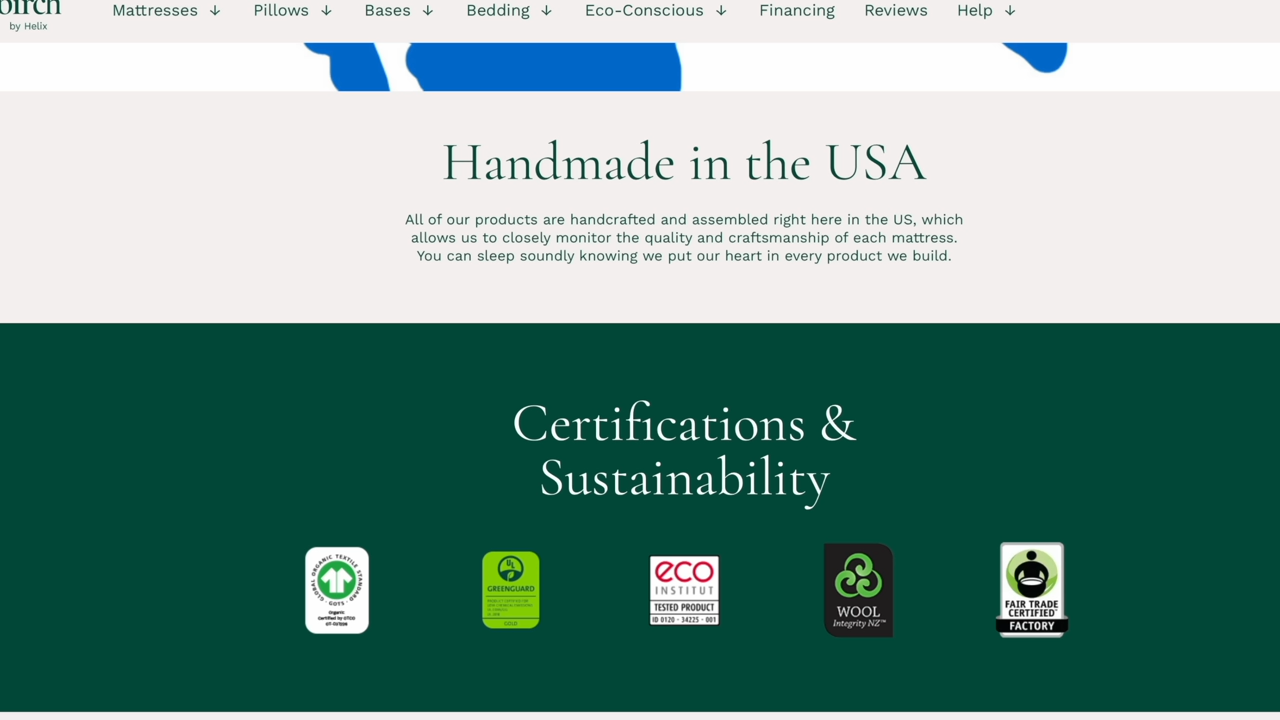 birch
by Helix
Mattresses ↓ Pillows ↓ Bases ↓ Bedding ↓ Eco-Conscious ↓ Financing Reviews Help ↓
Handmade in the USA
All of our products are handcrafted and assembled right here in the US, which
allows us to closely monitor the quality and craftsmanship of each mattress.
You can sleep soundly knowing we put our heart in every product we build.
Certifications &
Sustainability
GLOBAL ORGANIC TEXTILE STANDARD
· GOTS ·
Organic
Certified by
UL
GREENGUARD
GOLD
eco
INSTITUT
TESTED PRODUCT
ID 0120 - 34225 - 001
WOOL
Integrity NZ™
FAIR TRADE
CERTIFIED™
FACTORY